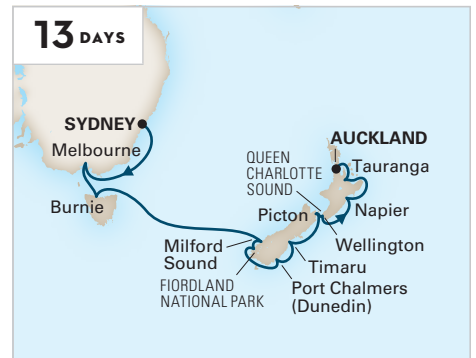 13 DAYS
SYDNEY
Melbourne
Burnie
AUCKLAND
QUEEN
CHARLOTTE
SOUND
Tauranga
Picton
Napier
Wellington
Milford
Sound
Timaru
FIORDLAND
NATIONAL PARK
Port Chalmers
(Dunedin)